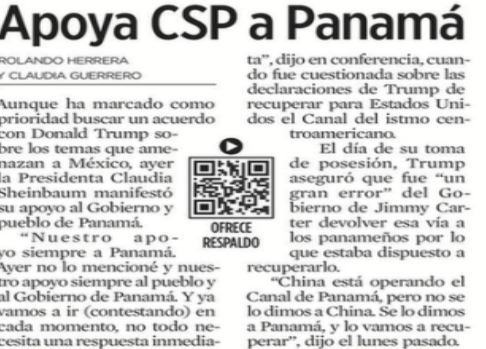 Apoya CSP a Panamá
ROLANDO HERRERA
Y CLAUDIA GUERRERO
Aunque ha marcado como
prioridad buscar un acuerdo
con Donald Trump so-
bre los temas que ame-
nazan a México, ayer
la Presidenta Claudia
Sheinbaum manifestó
su apoyo al Gobierno y
pueblo de Panamá.
“Nuestro apo-
yo siempre a Panamá.
Ayer no lo mencioné y nues-
tro apoyo siempre al pueblo y
al Gobierno de Panamá. Y ya
vamos a ir (contestando) en
cada momento, no todo ne-
cesita una respuesta inmedia-
OFRECE
RESPALDO
ta”, dijo en conferencia, cuan-
do fue cuestionada sobre las
declaraciones de Trump de
recuperar para Estados Uni-
dos el Canal del istmo cen-
troamericano.
El día de su toma
de posesión, Trump
aseguró que fue “un
gran error” del Go-
bierno de Jimmy Car-
ter devolver esa vía a
los panameños por lo
que estaba dispuesto a
recuperarlo.
“China está operando el
Canal de Panamá, pero no se
lo dimos a China. Se lo dimos
a Panamá, y lo vamos a recu-
perar”, dijo el lunes pasado.